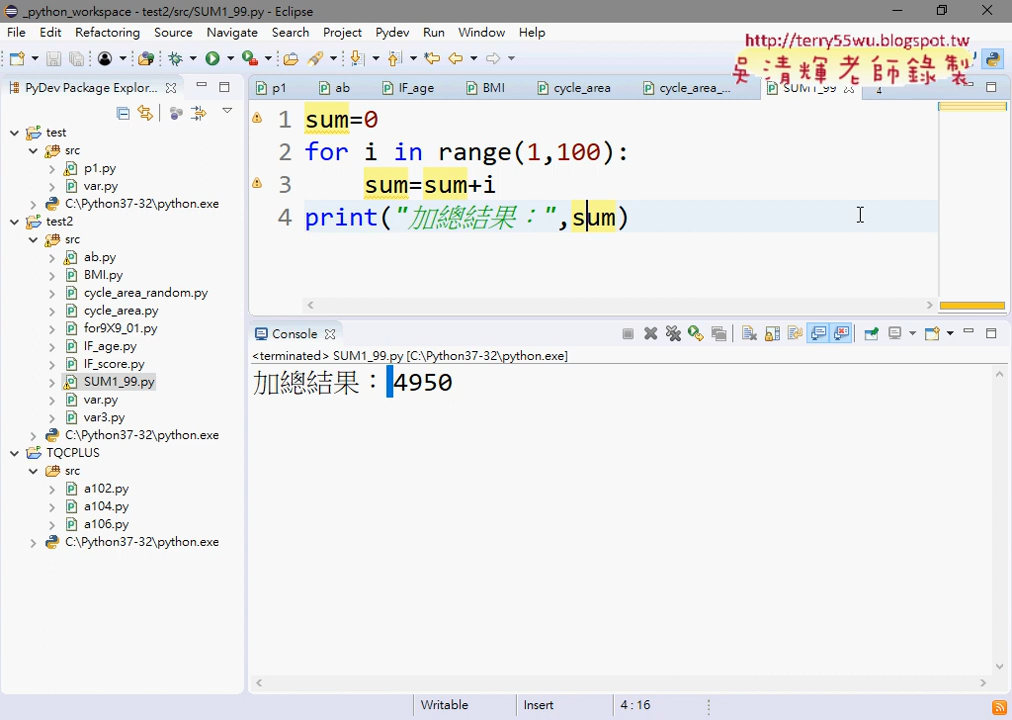 _python_workspace - test2/src/SUM1_99.py - Eclipse
File Edit Refactoring Source Navigate Search Project Pydev Run Window Help
http://terry55wu.blogspot.tw
吳清輝老師錄製
PyDev Package Explor...
p1 ab IF_age BMI cycle_area cycle_area_... SUM1_99 4
test
src
p1.py
var.py
C:\Python37-32\python.exe
test2
src
ab.py
BMI.py
cycle_area_random.py
cycle_area.py
for9X9_01.py
IF_age.py
IF_score.py
SUM1_99.py
var.py
var3.py
C:\Python37-32\python.exe
TQCPLUS
src
a102.py
a104.py
a106.py
C:\Python37-32\python.exe
1 sum=0
2 for i in range(1,100):
3 sum=sum+i
4 print("加總結果：",sum)
Console
<terminated> SUM1_99.py [C:\Python37-32\python.exe]
加總結果： 4950
Writable Insert 4 : 16